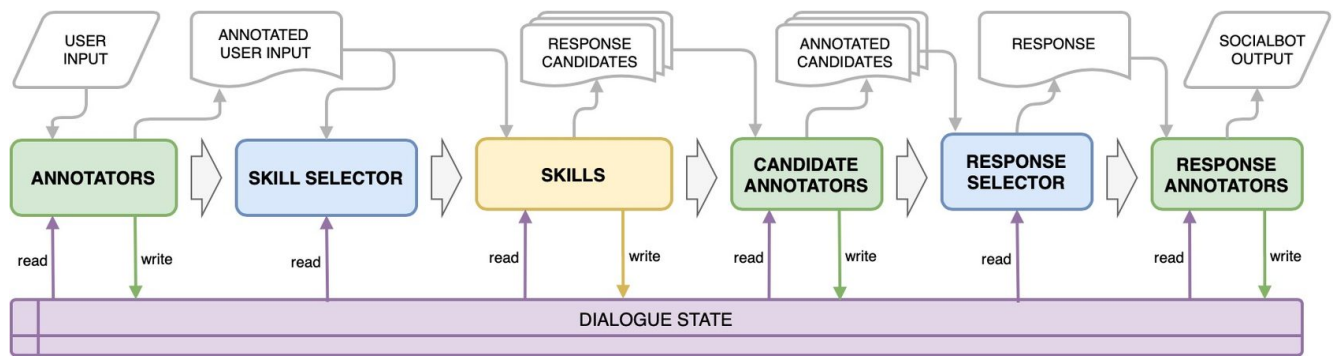 USER
INPUT
ANNOTATED
USER INPUT
RESPONSE
CANDIDATES
ANNOTATED
CANDIDATES
RESPONSE
SOCIALBOT
OUTPUT
ANNOTATORS
SKILL SELECTOR
SKILLS
CANDIDATE
ANNOTATORS
RESPONSE
SELECTOR
RESPONSE
ANNOTATORS
read
write
read
read
write
read
write
read
read
write
DIALOGUE STATE